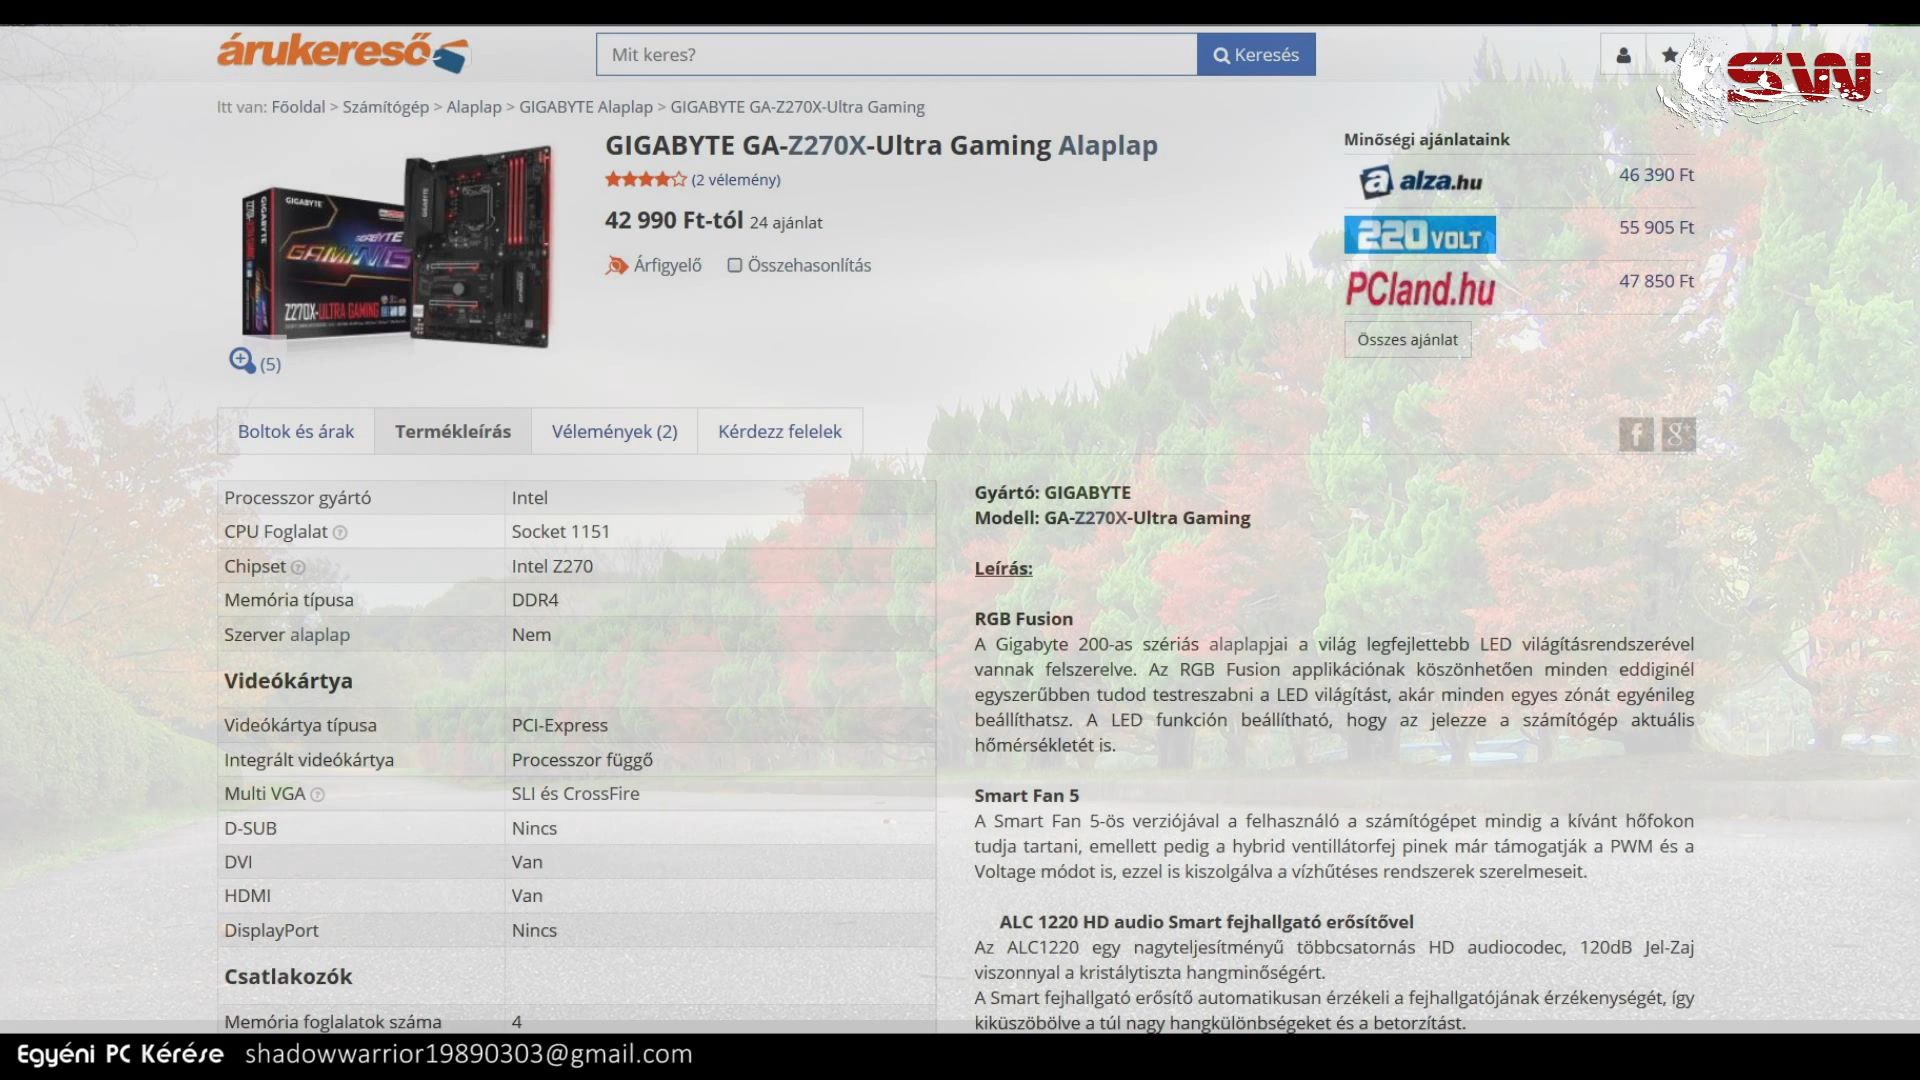 árukereső
Mit keres?
Keresés
SW
Itt van: Főoldal > Számítógép > Alaplap > GIGABYTE Alaplap > GIGABYTE GA-Z270X-Ultra Gaming
GIGABYTE GA-Z270X-Ultra Gaming Alaplap
(2 vélemény)
42 990 Ft-tól 24 ajánlat
Árfigyelő Összehasonlítás
GIGABYTE
GAMING
Z270X-ULTRA GAMING
(5)
Minőségi ajánlataink
alza.hu 46 390 Ft
220 VOLT 55 905 Ft
PCland.hu 47 850 Ft
Összes ajánlat
Boltok és árak Termékleírás Vélemények (2) Kérdezz felelek
Processzor gyártó Intel
CPU Foglalat Socket 1151
Chipset Intel Z270
Memória típusa DDR4
Szerver alaplap Nem
Videókártya
Videókártya típusa PCI-Express
Integrált videókártya Processzor függő
Multi VGA SLI és CrossFire
D-SUB Nincs
DVI Van
HDMI Van
DisplayPort Nincs
Csatlakozók
Memória foglalatok száma 4
Gyártó: GIGABYTE
Modell: GA-Z270X-Ultra Gaming
Leírás:
RGB Fusion
A Gigabyte 200-as szériás alaplapjai a világ legfejlettebb LED világításrendszerével
vannak felszerelve. Az RGB Fusion applikációnak köszönhetően minden eddiginél
egyszerűbben tudod testreszabni a LED világítást, akár minden egyes zónát egyénileg
beállíthatsz. A LED funkción beállítható, hogy az jelezze a számítógép aktuális
hőmérsékletét is.
Smart Fan 5
A Smart Fan 5-ös verziójával a felhasználó a számítógépet mindig a kívánt hőfokon
tudja tartani, emellett pedig a hybrid ventillátorfej pinek már támogatják a PWM és a
Voltage módot is, ezzel is kiszolgálva a vízhűtéses rendszerek szerelmeseit.
ALC 1220 HD audio Smart fejhallgató erősítővel
Az ALC1220 egy nagyteljesítményű többcsatornás HD audiocodec, 120dB Jel-Zaj
viszonnyal a kristálytiszta hangminőségért.
A Smart fejhallgató erősítő automatikusan érzékeli a fejhallgatójának érzékenységét, így
kiküszöbölve a túl nagy hangkülönbségeket és a betorzítást.
Egyéni PC Kérése shadowwarrior19890303@gmail.com